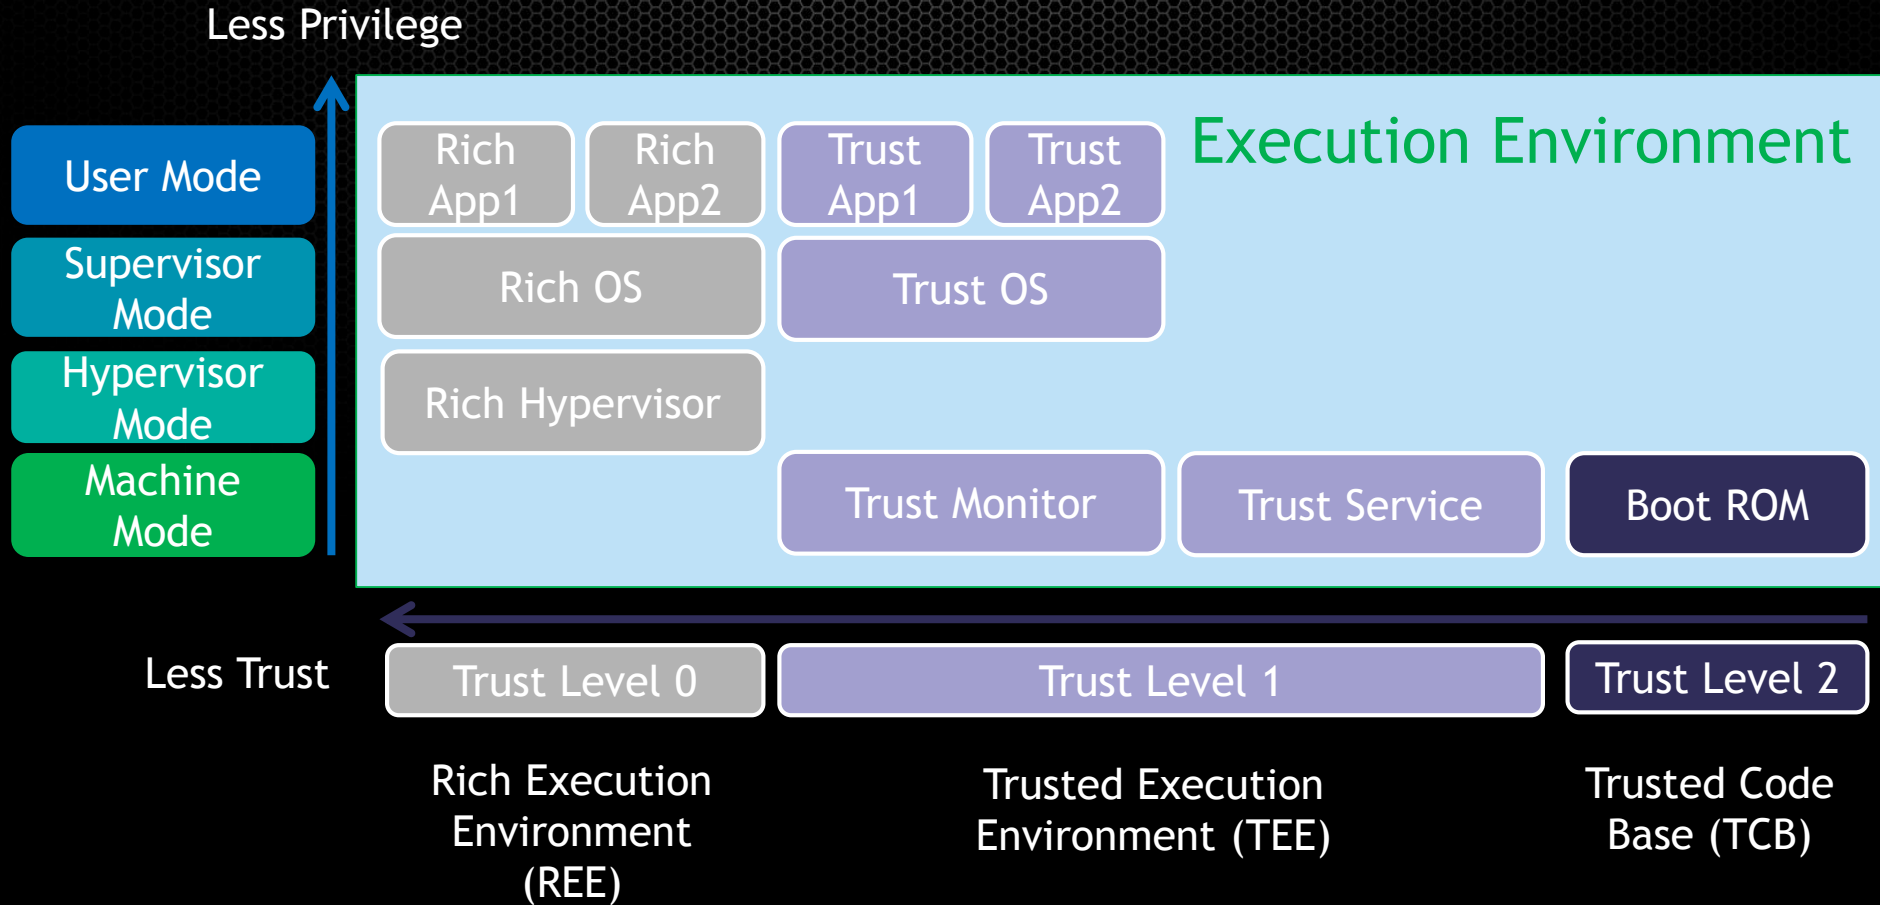 Less Privilege
Execution Environment
User Mode
Rich
App1
Rich
App2
Trust
App1
Trust
App2
Supervisor
Mode
Rich OS
Trust OS
Hypervisor
Mode
Rich Hypervisor
Machine
Mode
Trust Monitor
Trust Service
Boot ROM
Less Trust
Trust Level 0
Trust Level 1
Trust Level 2
Rich Execution
Environment
(REE)
Trusted Execution
Environment (TEE)
Trusted Code
Base (TCB)